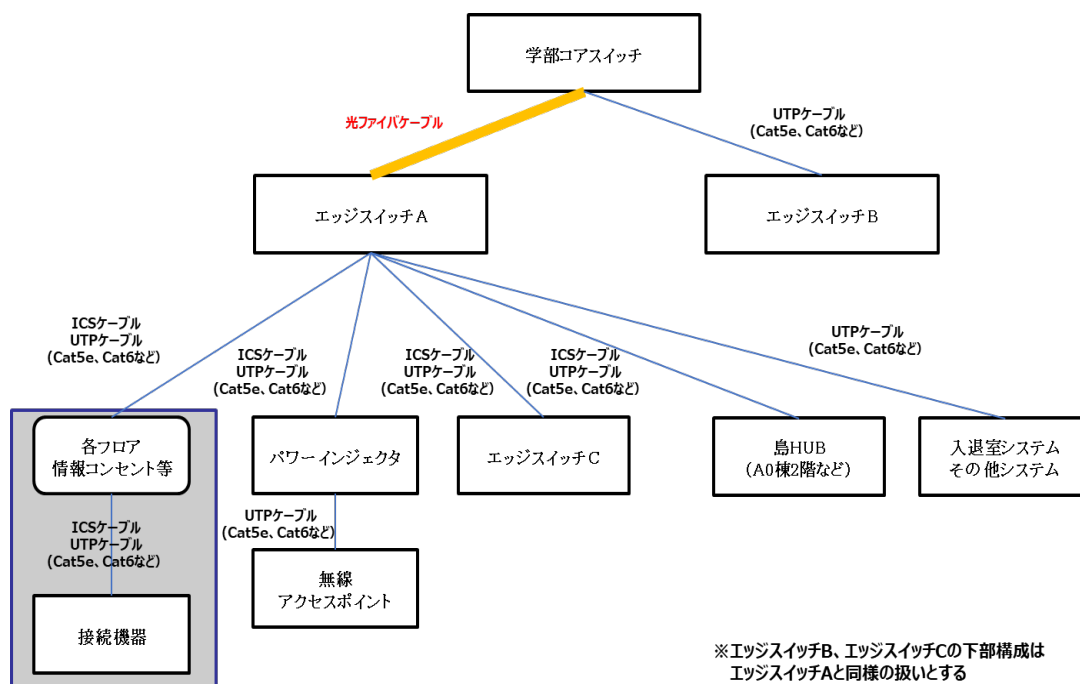 学部コアスイッチ
光ファイバケーブル
UTPケーブル
(Cat5e、Cat6など)
エッジスイッチA
エッジスイッチB
ICSケーブル
UTPケーブル
(Cat5e、Cat6など)
ICSケーブル
UTPケーブル
(Cat5e、Cat6など)
ICSケーブル
UTPケーブル
(Cat5e、Cat6など)
ICSケーブル
UTPケーブル
(Cat5e、Cat6など)
UTPケーブル
(Cat5e、Cat6など)
各フロア
情報コンセント等
パワーインジェクタ
エッジスイッチC
島HUB
(A0棟2階など)
入退室システム
その他システム
ICSケーブル
UTPケーブル
(Cat5e、Cat6など)
UTPケーブル
(Cat5e、Cat6など)
無線
アクセスポイント
接続機器
※エッジスイッチB、エッジスイッチCの下部構成は
エッジスイッチAと同様の扱いとする